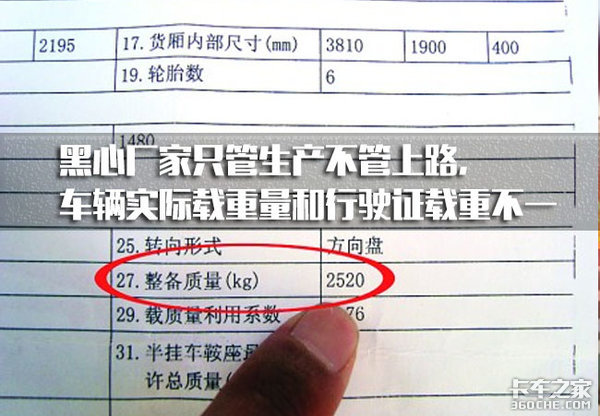 2195 17.货厢内部尺寸(mm) 3810 1900 400
19.轮胎数 6
1480
黑心厂家只管生产不管上路,
车辆实际载重量和行驶证载重不一
25.转向形式 方向盘
27.整备质量(kg) 2520
29.载质量利用系数 76
31.半挂车鞍座
许总质量
卡车之家
360che.com